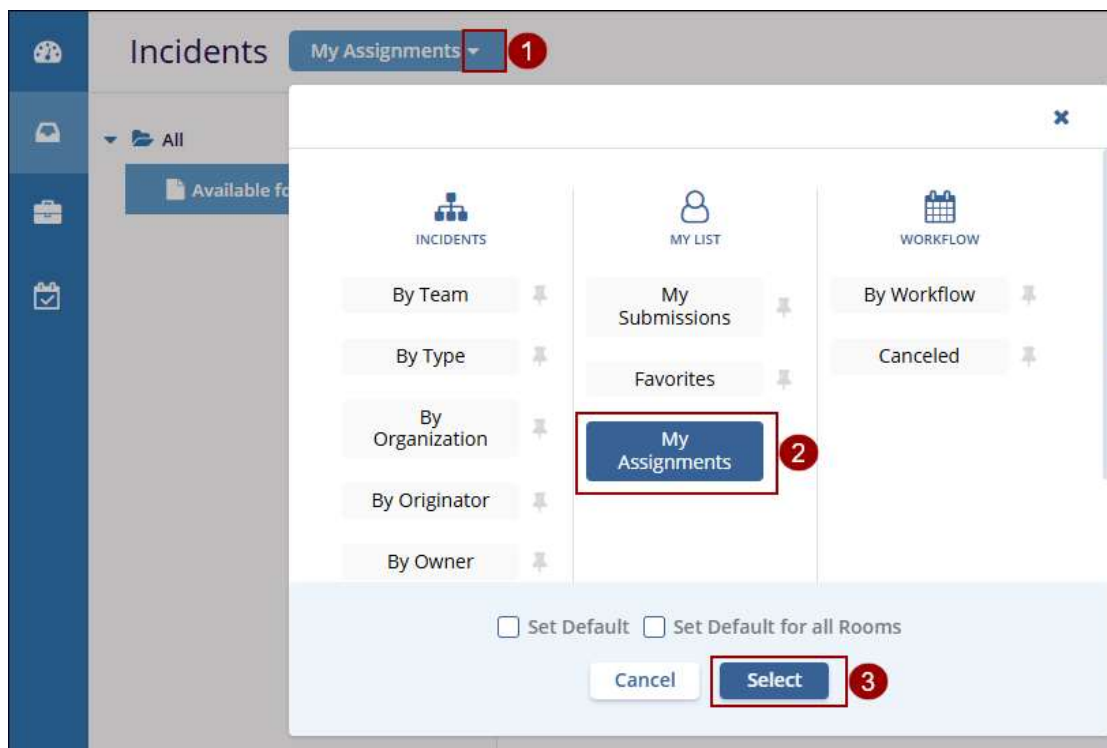 Incidents
My Assignments
1
All
Available fo
INCIDENTS
MY LIST
WORKFLOW
By Team
By Type
By
Organization
By Originator
By Owner
My
Submissions
Favorites
My
Assignments
2
By Workflow
Canceled
Set Default
Set Default for all Rooms
Cancel
Select
3